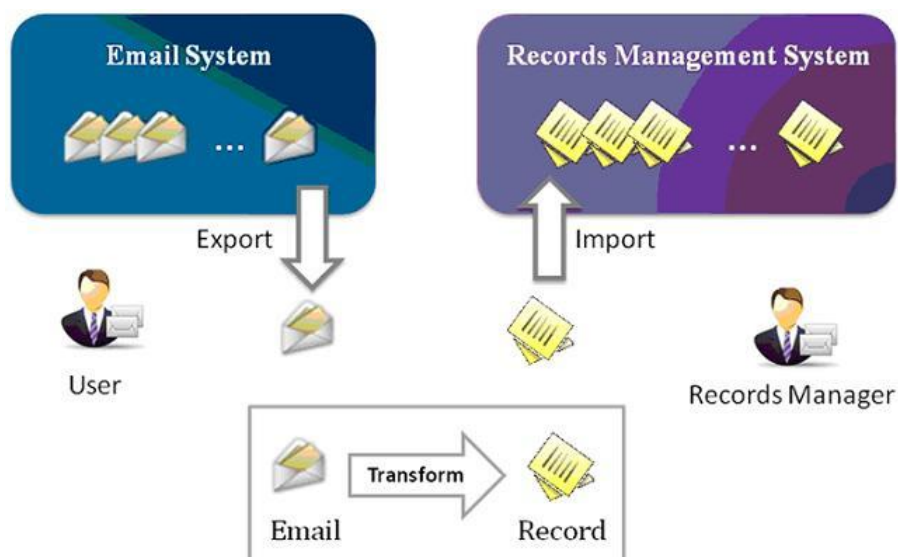 Email System
Records Management System
...
...
Export
Import
User
Records Manager
Transform
Email
Record